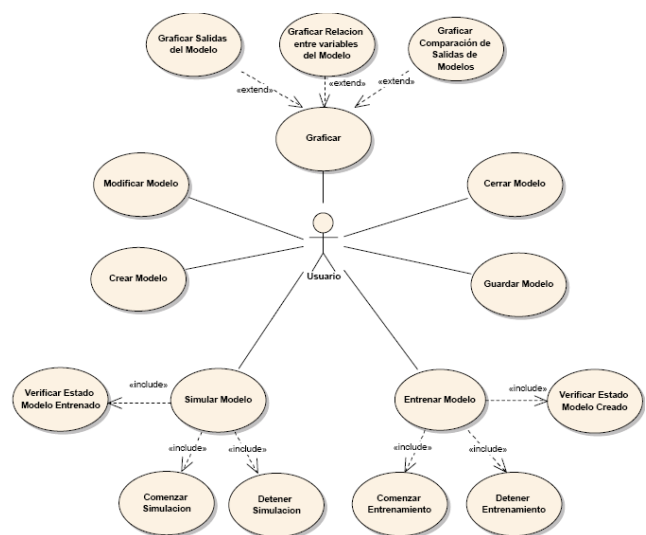 Graficar Salidas
del Modelo
Graficar Relacion
entre variables
del Modelo
Graficar
Comparación de
Salidas de
Modelos
«extend»
«extend»
«extend»
Graficar
Modificar Modelo
Cerrar Modelo
Crear Modelo
Usuario
Guardar Modelo
Verificar Estado
Modelo Entrenado
«include»
Simular Modelo
Entrenar Modelo
«include»
Verificar Estado
Modelo Creado
«include»
«include»
«include»
«include»
Comenzar
Simulacion
Detener
Simulacion
Comenzar
Entrenamiento
Detener
Entrenamiento